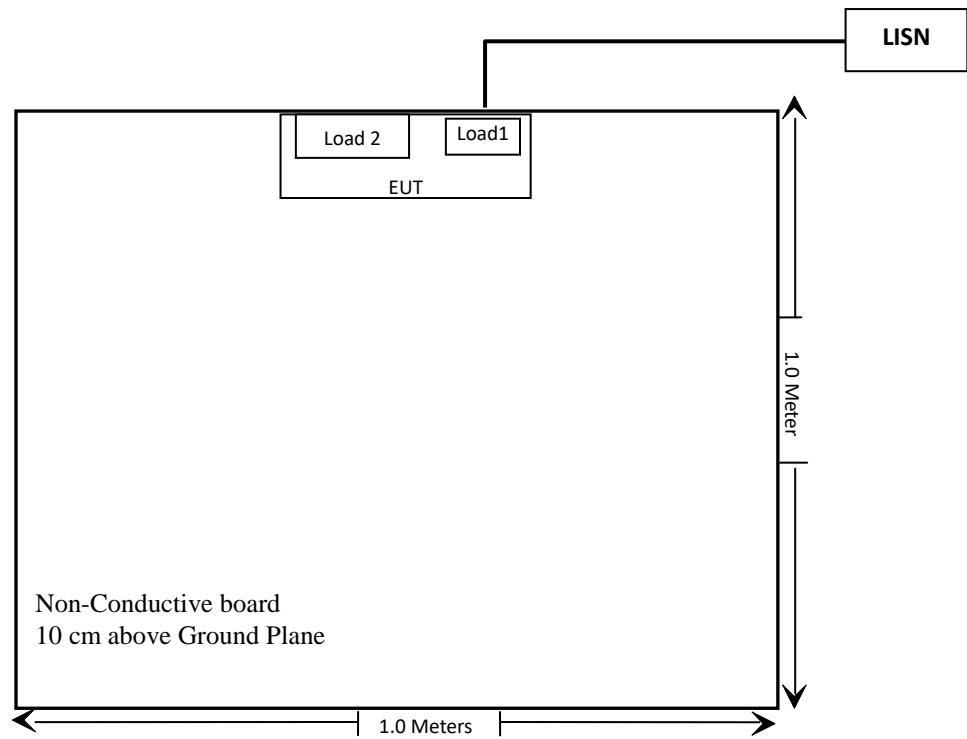 LISN
Load 2
Load1
EUT
1.0 Meter
Non-Conductive board
10 cm above Ground Plane
1.0 Meters